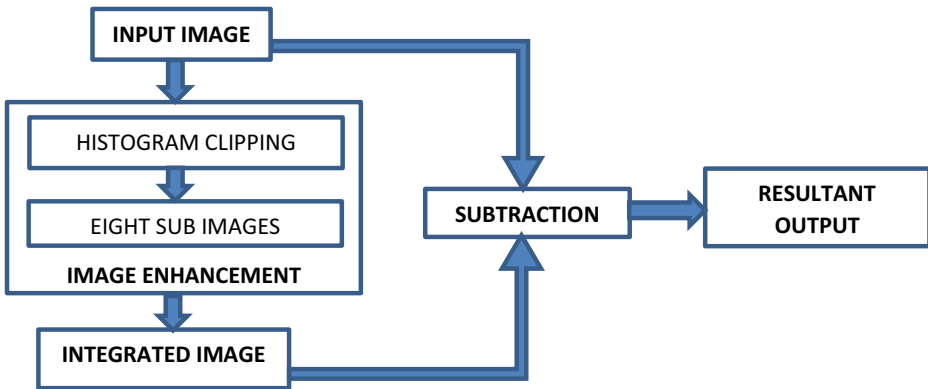 INPUT IMAGE
HISTOGRAM CLIPPING
EIGHT SUB IMAGES
IMAGE ENHANCEMENT
INTEGRATED IMAGE
SUBTRACTION
RESULTANT
OUTPUT